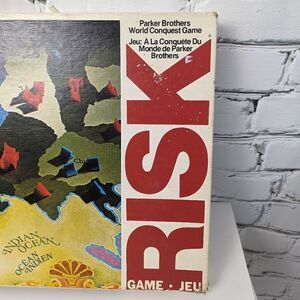 Parker Brothers
World Conquest Game
Jeu: A La Conquête Du
Monde de Parker
Brothers
RISK
INDIAN
OCEAN
OCÉAN
INDIEN
GAME • JEU